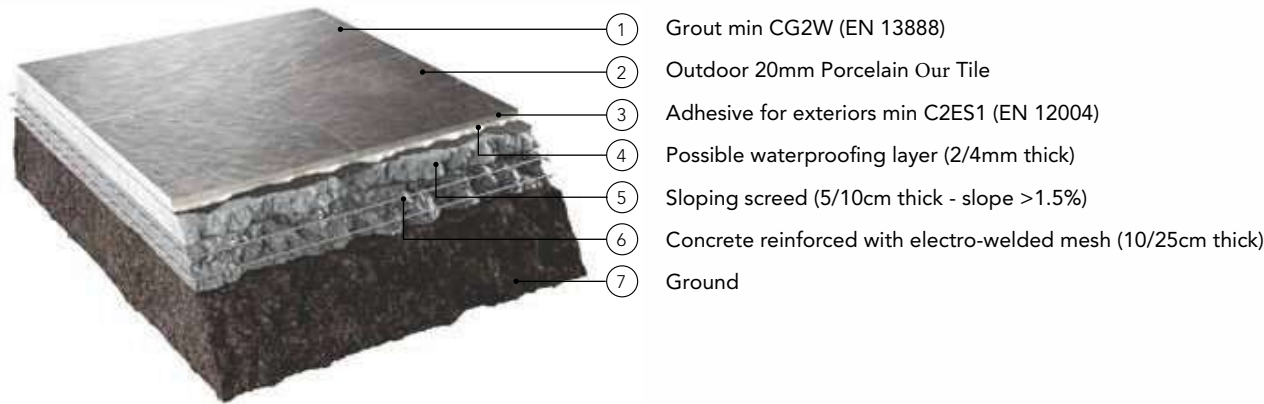 1 Grout min CG2W (EN 13888)
2 Outdoor 20mm Porcelain Our Tile
3 Adhesive for exteriors min C2ES1 (EN 12004)
4 Possible waterproofing layer (2/4mm thick)
5 Sloping screed (5/10cm thick - slope >1.5%)
6 Concrete reinforced with electro-welded mesh (10/25cm thick)
7 Ground